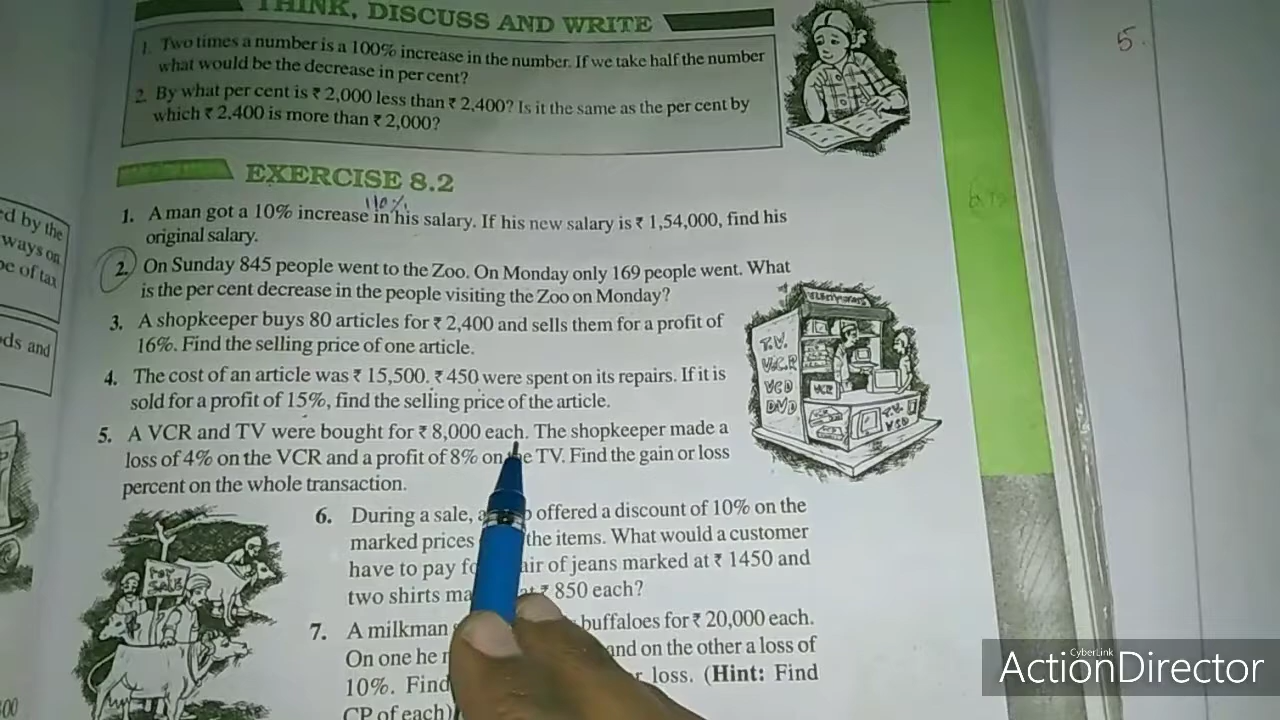 THINK, DISCUSS AND WRITE
1. Two times a number is a 100% increase in the number. If we take half the number
what would be the decrease in per cent?
2. By what per cent is ₹ 2,000 less than ₹ 2,400? Is it the same as the per cent by
which ₹ 2,400 is more than ₹ 2,000?
5.
EXERCISE 8.2
110%
1. A man got a 10% increase in his salary. If his new salary is ₹ 1,54,000, find his
original salary.
2. On Sunday 845 people went to the Zoo. On Monday only 169 people went. What
is the per cent decrease in the people visiting the Zoo on Monday?
3. A shopkeeper buys 80 articles for ₹ 2,400 and sells them for a profit of
16%. Find the selling price of one article.
4. The cost of an article was ₹ 15,500. ₹ 450 were spent on its repairs. If it is
sold for a profit of 15%, find the selling price of the article.
5. A VCR and TV were bought for ₹ 8,000 each. The shopkeeper made a
loss of 4% on the VCR and a profit of 8% on the TV. Find the gain or loss
percent on the whole transaction.
T.V.
V.C.R
VCD
DVD
VCR
6. During a sale, a offered a discount of 10% on the
marked prices the items. What would a customer
have to pay fo air of jeans marked at ₹ 1450 and
two shirts ma at ₹ 850 each?
7. A milkman buffaloes for ₹ 20,000 each.
On one he and on the other a loss of
10%. Find loss. (Hint: Find
CP of each)
FOR SALE
d by the
ways on
e of tax
ds and
00
CyberLink
ActionDirector